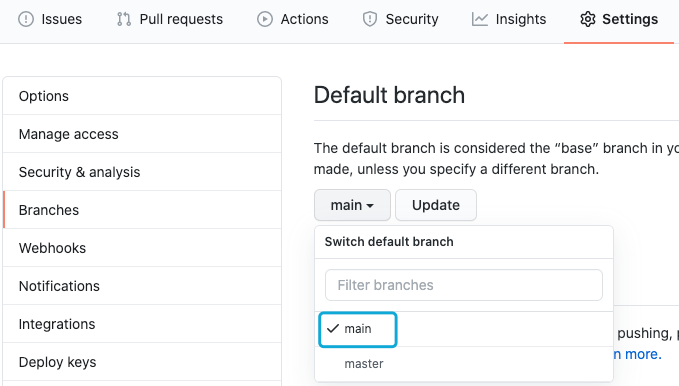 Issues Pull requests Actions Security Insights Settings
Options
Manage access
Security & analysis
Branches
Webhooks
Notifications
Integrations
Deploy keys
Default branch
The default branch is considered the “base” branch in yo
made, unless you specify a different branch.
main Update
Switch default branch
Filter branches
main
pushing, p
n more.
master